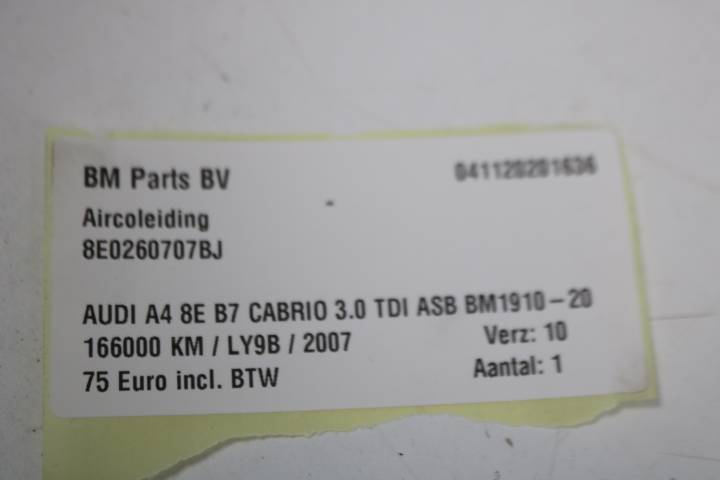 BM Parts BV 041120201636
Aircoleiding
8E0260707BJ
AUDI A4 8E B7 CABRIO 3.0 TDI ASB BM1910-20
166000 KM / LY9B / 2007 Verz: 10
75 Euro incl. BTW Aantal: 1